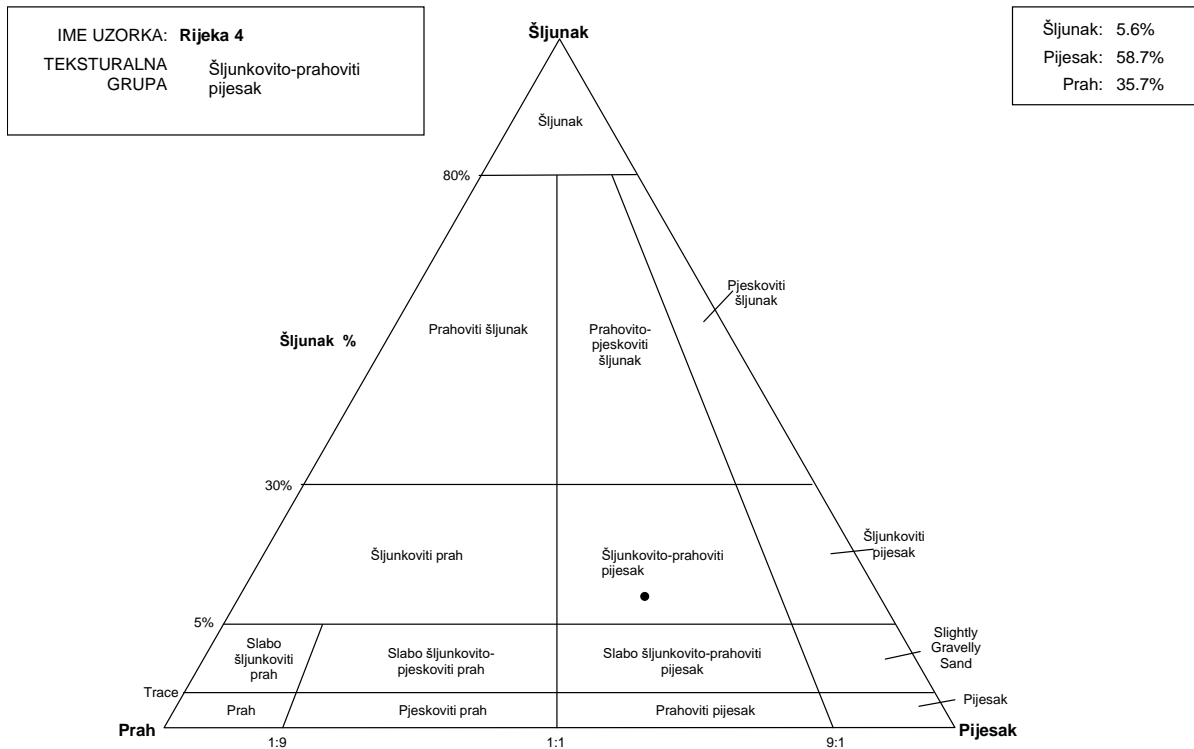 IME UZORKA: Rijeka 4
TEKSTURALNA
GRUPA
Šljunkovito-prahoviti
pijesak
Šljunak: 5.6%
Pijesak: 58.7%
Prah: 35.7%
Šljunak
Šljunak
80%
Pjeskoviti
šljunak
Prahoviti šljunak
Prahovito-
pjeskoviti
šljunak
Šljunak %
30%
Šljunkoviti prah
Šljunkovito-prahoviti
pijesak
Šljunkoviti
pijesak
5%
Slabo
šljunkoviti
prah
Slabo šljunkovito-
pjeskoviti prah
Slabo šljunkovito-prahoviti
pijesak
Slightly
Gravelly
Sand
Trace
Prah
Pjeskoviti prah
Prahoviti pijesak
Pijesak
Prah
Pijesak
1:9
1:1
9:1